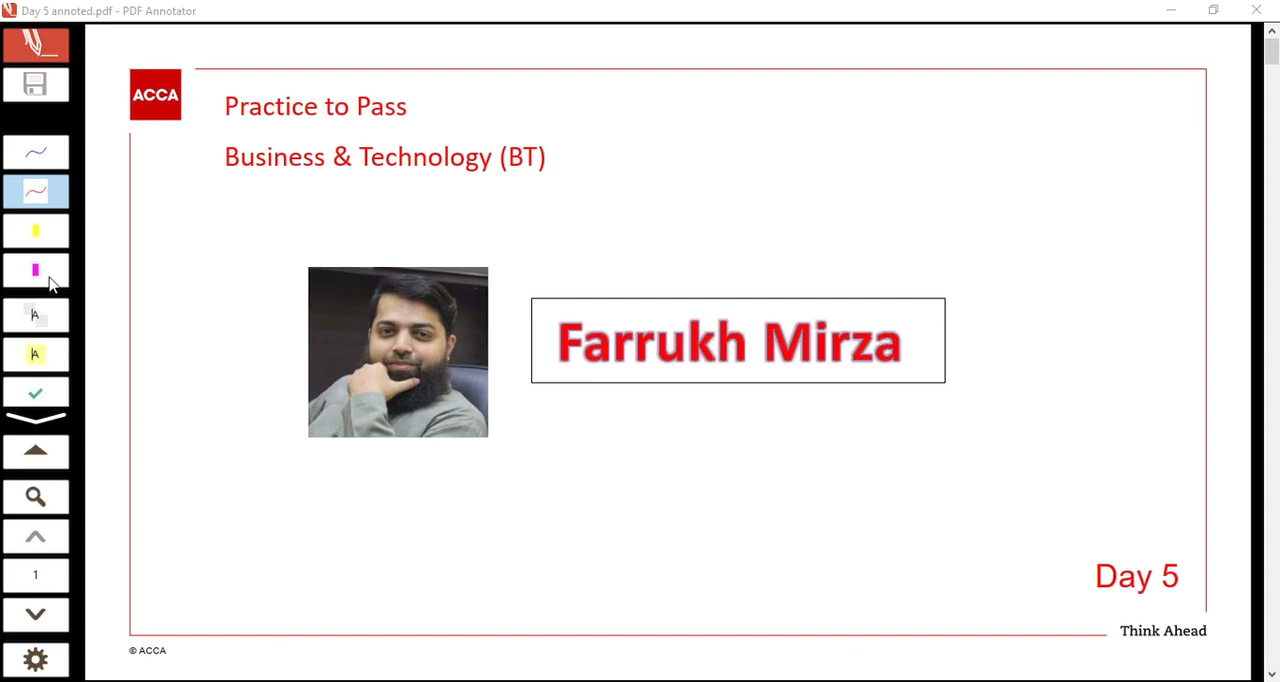 Day 5 annoted.pdf - PDF Annotator
ACCA
Practice to Pass
Business & Technology (BT)
A
A
Farrukh Mirza
1
Day 5
Think Ahead
© ACCA